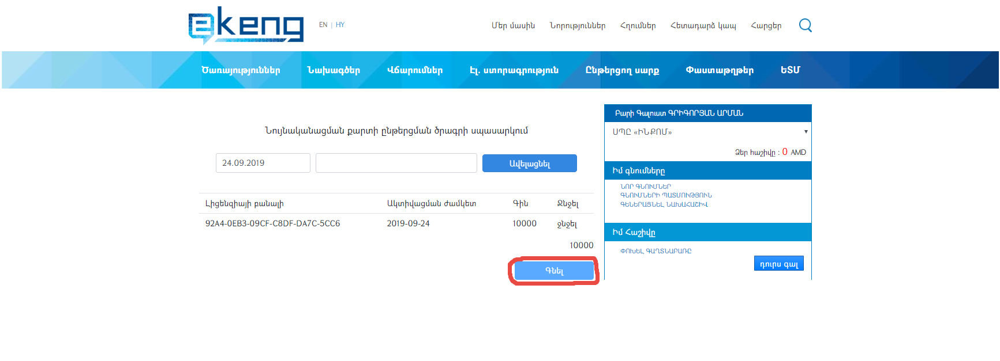 ekeng
EN | HY
Մեր մասին Նորություններ Հղումներ Հետադարձ կապ Հարցեր
Ծառայություններ Նախագծեր Վճարումներ Էլ. ստորագրություն Ընթերցող սարք Փաստաթղթեր ԵՏՄ
Նույնականացման քարտի ընթերցման ծրագրի սպասարկում
24.09.2019
Ավելացնել
Լիցենզիայի բանալի Ակտիվացման ժամկետ Գին Ջնջել
92A4-0EB3-09CF-C8DF-DA7C-5CC6 2019-09-24 10000 ջնջել
10000
Գնել
Բարի Գալուստ ԳՐԻԳՈՐՅԱՆ ԱՐՄԱՆ
ՍՊԸ «ԻՆՔՈՄ»
Ձեր հաշիվը : 0 AMD
Իմ գնումները
ՆՈՐ ԳՆՈՒՄՆԵՐ
ԳՆՈՒՄՆԵՐԻ ՊԱՏՄՈՒԹՅՈՒՆ
ԳԵՆԵՐԱՑՆԵԼ ՆԱԽԱՀԱՇԻՎ
Իմ Հաշիվը
ՓՈԽԵԼ ԳԱՂՏՆԱԲԱՌԸ
դուրս գալ